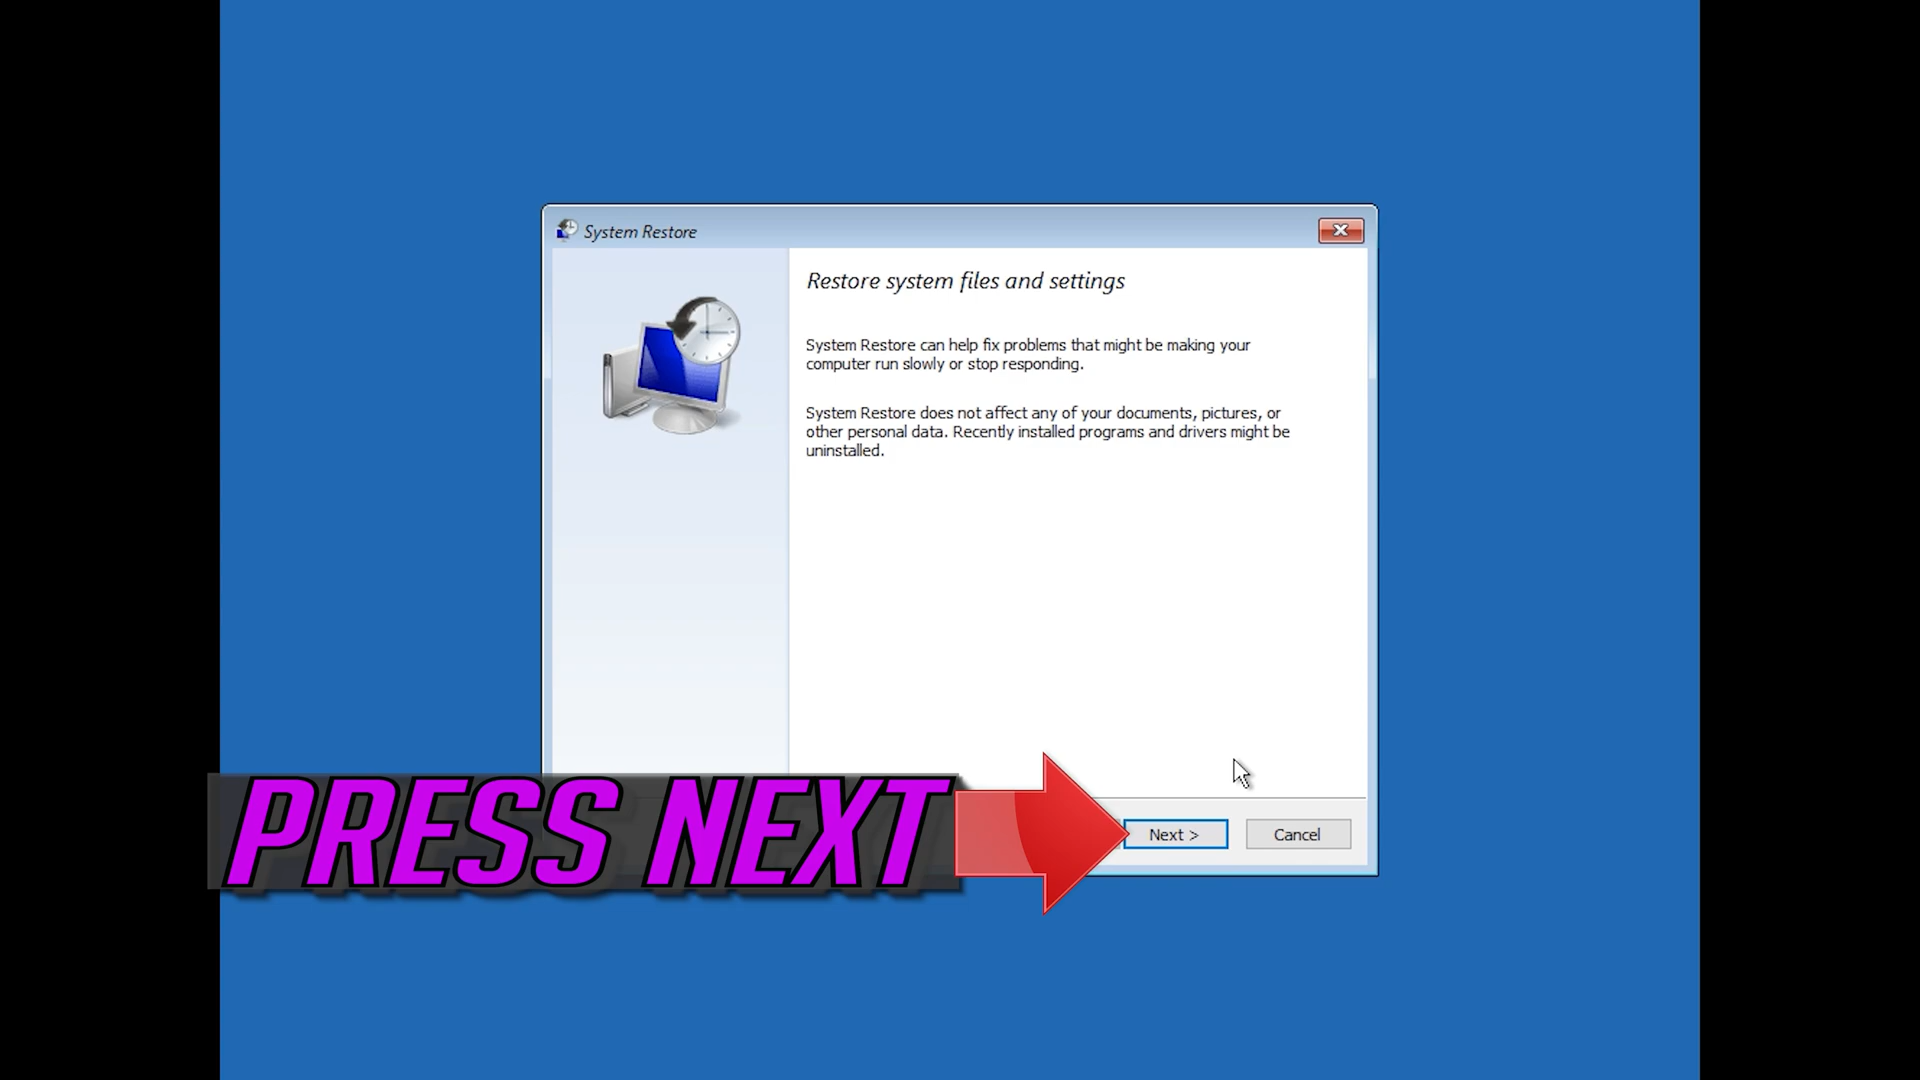 System Restore
Restore system files and settings
System Restore can help fix problems that might be making your
computer run slowly or stop responding.
System Restore does not affect any of your documents, pictures, or
other personal data. Recently installed programs and drivers might be
uninstalled.
PRESS NEXT
Next >
Cancel